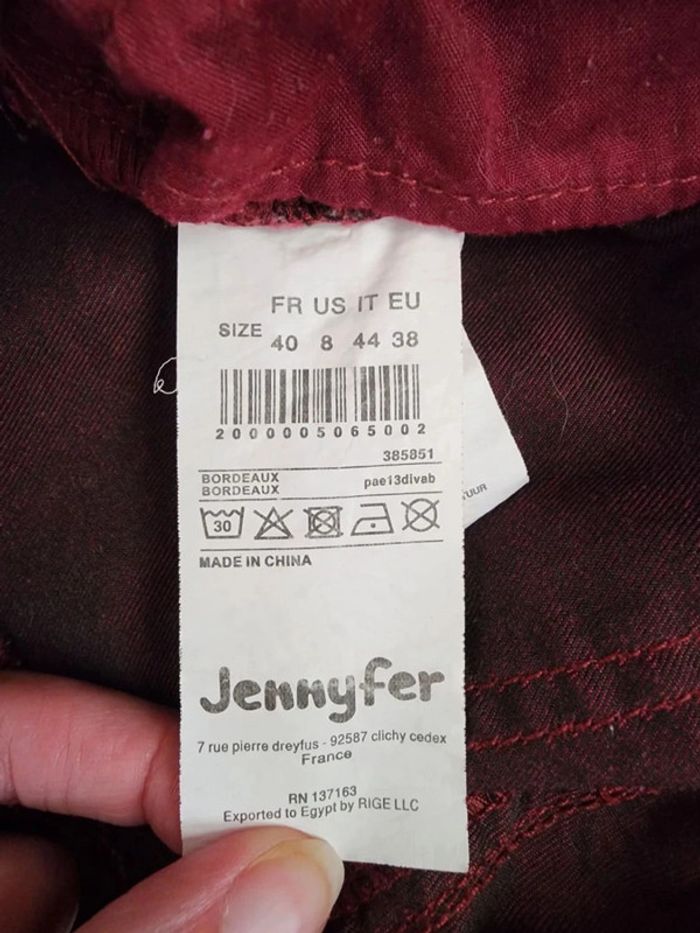 FR US IT EU
SIZE 40 8 44 38
2000005065002
385851
BORDEAUX
BORDEAUX
pae13divab
30
MADE IN CHINA
Jennyfer
7 rue pierre dreyfus - 92587 clichy cedex
France
RN 137163
Exported to Egypt by RIGE LLC